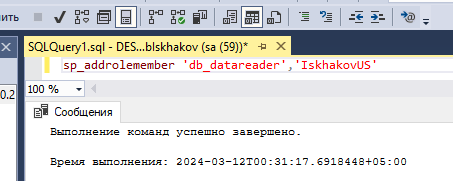 SQLQuery1.sql - DES...blskhakov (sa (59))*
sp_addrolemember 'db_datareader','IskhakovUS'
0.2
100 %
Сообщения
Выполнение команд успешно завершено.
Время выполнения: 2024-03-12T00:31:17.6918448+05:00